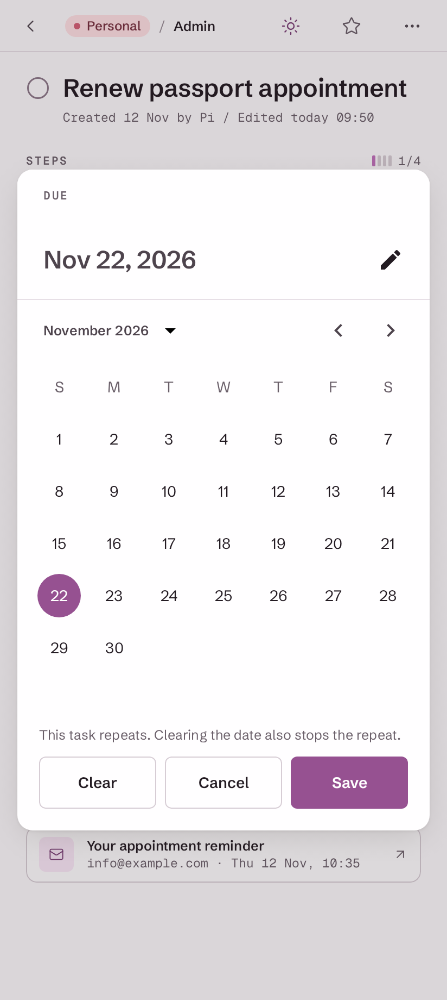 Personal / Admin
Renew passport appointment
Created 12 Nov by Pi / Edited today 09:50
STEPS 1/4
DUE
Nov 22, 2026
November 2026
S M T W T F S
1 2 3 4 5 6 7
8 9 10 11 12 13 14
15 16 17 18 19 20 21
22 23 24 25 26 27 28
29 30
This task repeats. Clearing the date also stops the repeat.
Clear Cancel Save
Your appointment reminder
info@example.com · Thu 12 Nov, 10:35